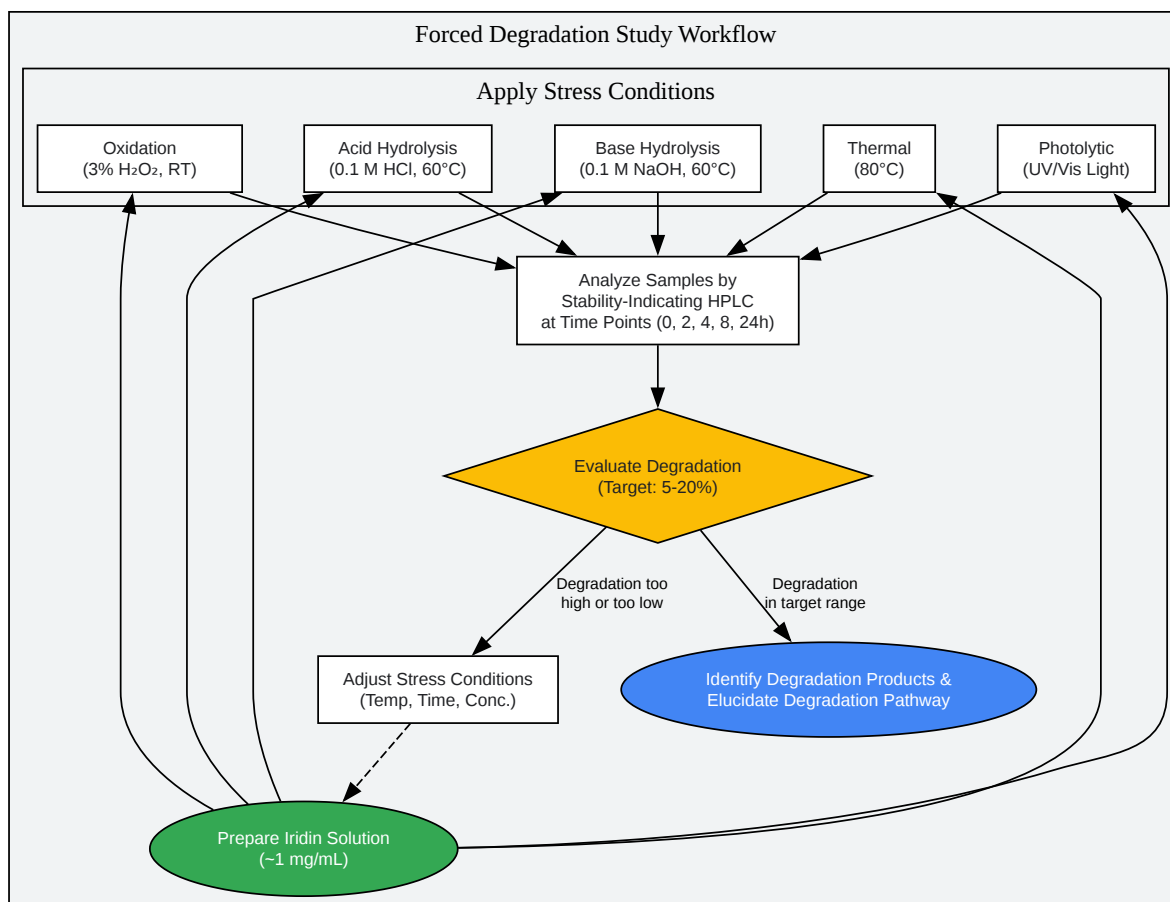 Forced Degradation Study Workflow
Apply Stress Conditions
Oxidation
(3% H₂O₂, RT)
Acid Hydrolysis
(0.1 M HCl, 60°C)
Base Hydrolysis
(0.1 M NaOH, 60°C)
Thermal
(80°C)
Photolytic
(UV/Vis Light)
Analyze Samples by
Stability-Indicating HPLC
at Time Points (0, 2, 4, 8, 24h)
Evaluate Degradation
(Target: 5-20%)
Degradation too
high or too low
Degradation
in target range
Adjust Stress Conditions
(Temp, Time, Conc.)
Identify Degradation Products &
Elucidate Degradation Pathway
Prepare Iridin Solution
(~1 mg/mL)